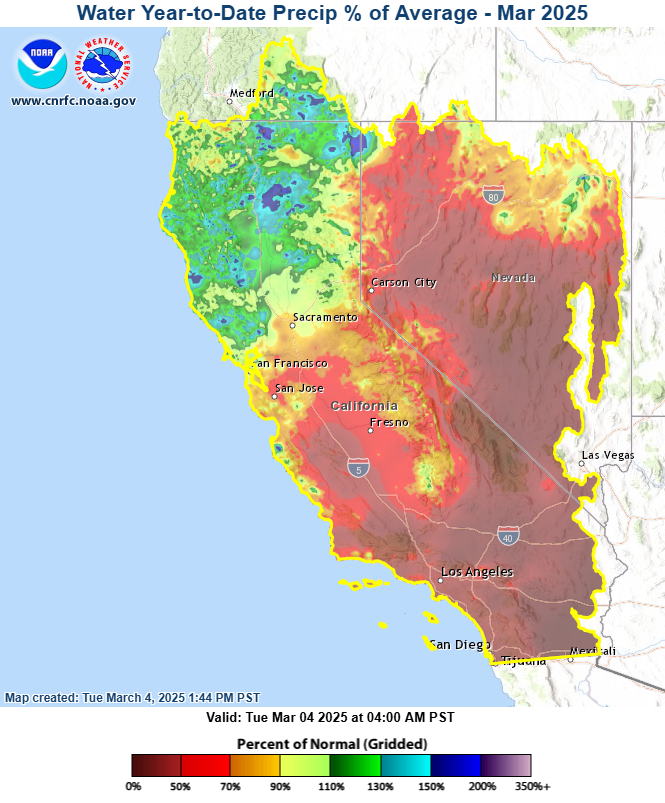 Water Year-to-Date Precip % of Average - Mar 2025
NOAA
NATIONAL WEATHER SERVICE
www.cnrfc.noaa.gov
Medford
80
Nevada
Carson City
Sacramento
an Francisco
San Jose
California
Fresno
Las Vegas
5
40
Los Angeles
San Diego
Tijuana
Mexicali
Map created: Tue March 4, 2025 1:44 PM PST
Valid: Tue Mar 04 2025 at 04:00 AM PST
Percent of Normal (Gridded)
0% 50% 70% 90% 110% 130% 150% 200% 350%+